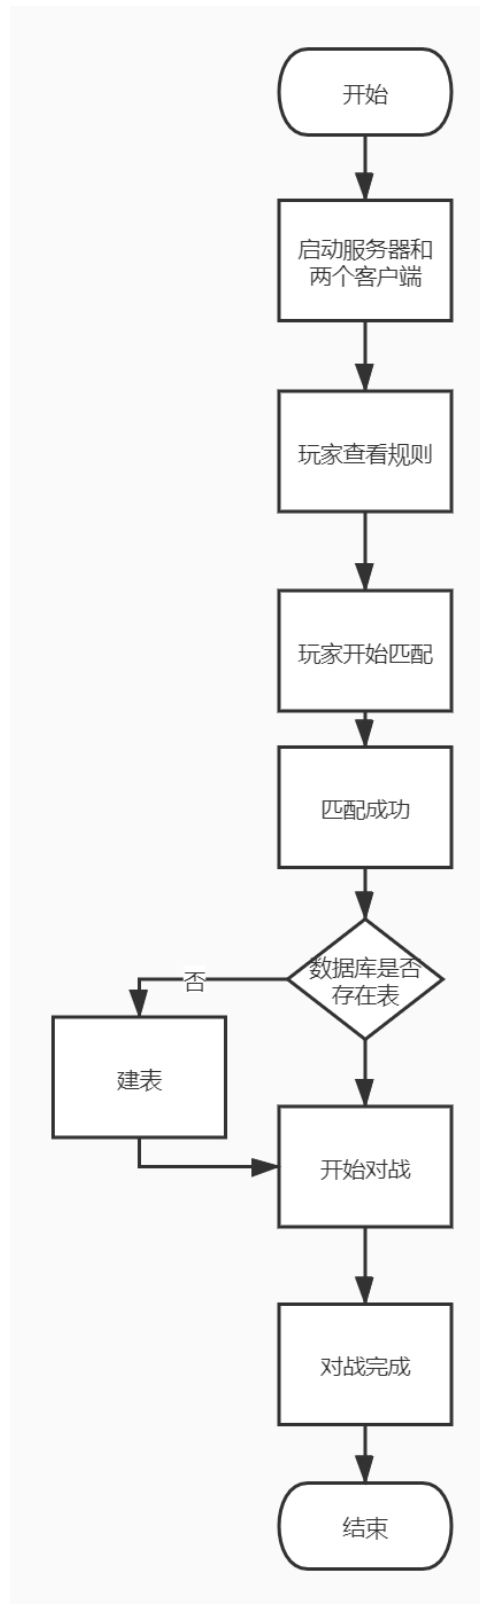 开始
启动服务器和
两个客户端
玩家查看规则
玩家开始匹配
匹配成功
数据库是否
存在表
否
建表
开始对战
对战完成
结束